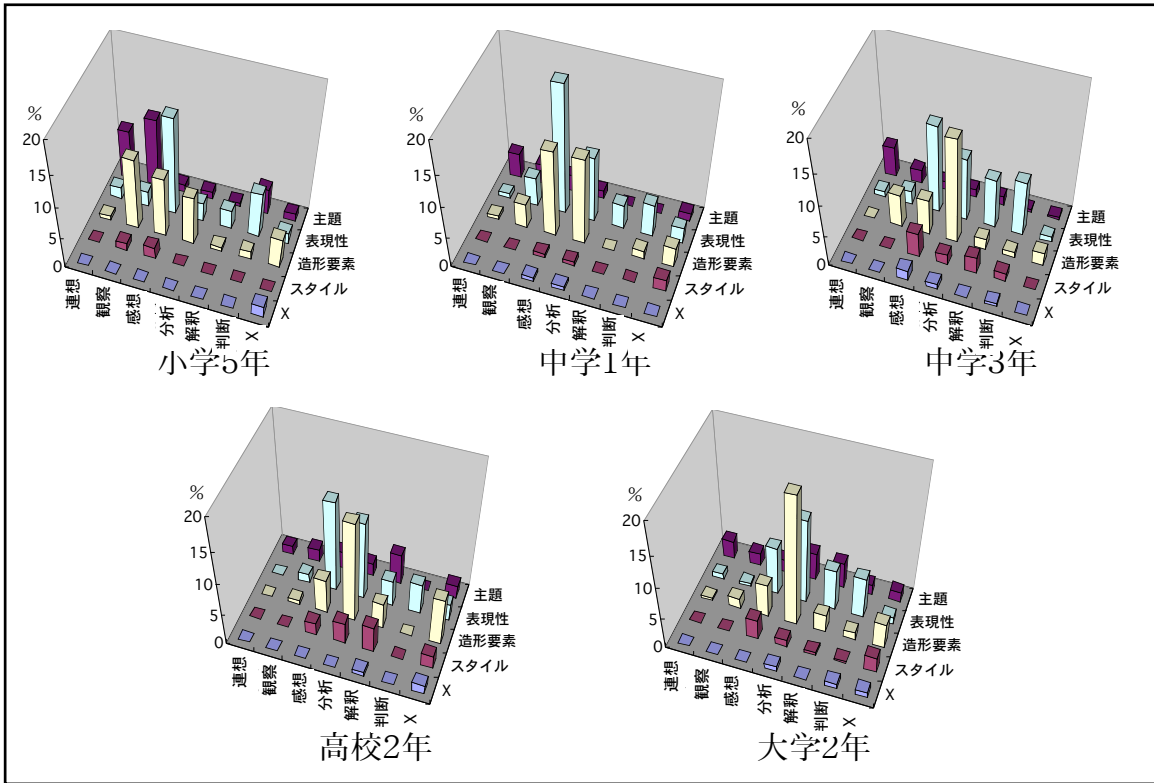 %
20
15
10
5
0
連想
観察
感想
分析
解釈
判断
X
主題
表現性
造形要素
スタイル
X
小学5年
%
20
15
10
5
0
連想
観察
感想
分析
解釈
判断
X
主題
表現性
造形要素
スタイル
X
中学1年
%
20
15
10
5
0
連想
観察
感想
分析
解釈
判断
X
主題
表現性
造形要素
スタイル
X
中学3年
%
20
15
10
5
0
連想
観察
感想
分析
解釈
判断
X
主題
表現性
造形要素
スタイル
X
高校2年
%
20
15
10
5
0
連想
観察
感想
分析
解釈
判断
X
主題
表現性
造形要素
スタイル
X
大学2年